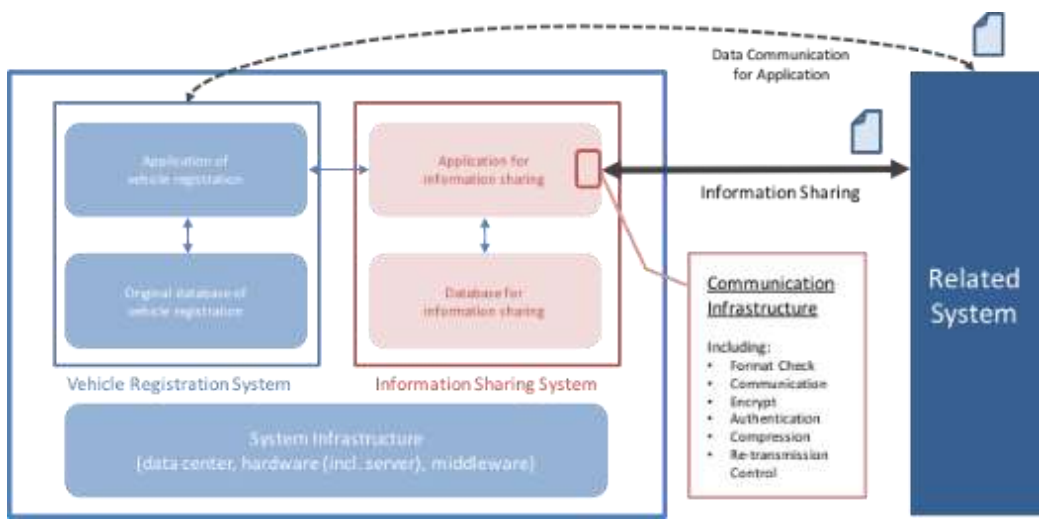 Data Communication
for Application
Application of
vehicle registration
Application for
information sharing
Information Sharing
Original database of
vehicle registration
Database for
information sharing
Communication
Infrastructure
Including:
• Format Check
• Communication
• Encrypt
• Authentication
• Compression
• Re-transmission
Control
Related
System
Vehicle Registration System
Information Sharing System
System Infrastructure
(data center, hardware (incl. server), middleware)